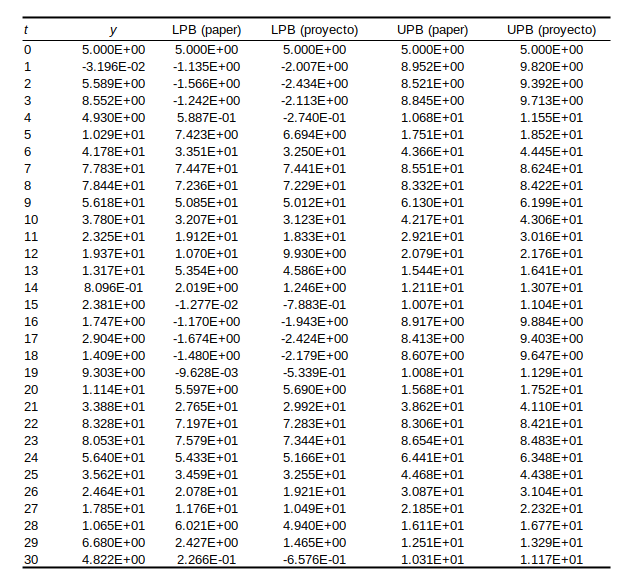 t y LPB (paper) LPB (proyecto) UPB (paper) UPB (proyecto)
0 5.000E+00 5.000E+00 5.000E+00 5.000E+00 5.000E+00
1 -3.196E-02 -1.135E+00 -2.007E+00 8.952E+00 9.820E+00
2 5.589E+00 -1.566E+00 -2.434E+00 8.521E+00 9.392E+00
3 8.552E+00 -1.242E+00 -2.113E+00 8.845E+00 9.713E+00
4 4.930E+00 5.887E-01 -2.740E-01 1.068E+01 1.155E+01
5 1.029E+01 7.423E+00 6.694E+00 1.751E+01 1.852E+01
6 4.178E+01 3.351E+01 3.250E+01 4.366E+01 4.445E+01
7 7.783E+01 7.447E+01 7.441E+01 8.551E+01 8.624E+01
8 7.844E+01 7.236E+01 7.229E+01 8.332E+01 8.422E+01
9 5.618E+01 5.085E+01 5.012E+01 6.130E+01 6.199E+01
10 3.780E+01 3.207E+01 3.123E+01 4.217E+01 4.306E+01
11 2.325E+01 1.912E+01 1.833E+01 2.921E+01 3.016E+01
12 1.937E+01 1.070E+01 9.930E+00 2.079E+01 2.176E+01
13 1.317E+01 5.354E+00 4.586E+00 1.544E+01 1.641E+01
14 8.096E-01 2.019E+00 1.246E+00 1.211E+01 1.307E+01
15 2.381E+00 -1.277E-02 -7.883E-01 1.007E+01 1.104E+01
16 1.747E+00 -1.170E+00 -1.943E+00 8.917E+00 9.884E+00
17 2.904E+00 -1.674E+00 -2.424E+00 8.413E+00 9.403E+00
18 1.409E+00 -1.480E+00 -2.179E+00 8.607E+00 9.647E+00
19 9.303E+00 -9.628E-03 -5.339E-01 1.008E+01 1.129E+01
20 1.114E+01 5.597E+00 5.690E+00 1.568E+01 1.752E+01
21 3.388E+01 2.765E+01 2.992E+01 3.862E+01 4.110E+01
22 8.328E+01 7.197E+01 7.283E+01 8.306E+01 8.421E+01
23 8.053E+01 7.579E+01 7.344E+01 8.654E+01 8.483E+01
24 5.640E+01 5.433E+01 5.166E+01 6.441E+01 6.348E+01
25 3.562E+01 3.459E+01 3.255E+01 4.468E+01 4.438E+01
26 2.464E+01 2.078E+01 1.921E+01 3.087E+01 3.104E+01
27 1.785E+01 1.176E+01 1.049E+01 2.185E+01 2.232E+01
28 1.065E+01 6.021E+00 4.940E+00 1.611E+01 1.677E+01
29 6.680E+00 2.427E+00 1.465E+00 1.251E+01 1.329E+01
30 4.822E+00 2.266E-01 -6.576E-01 1.031E+01 1.117E+01